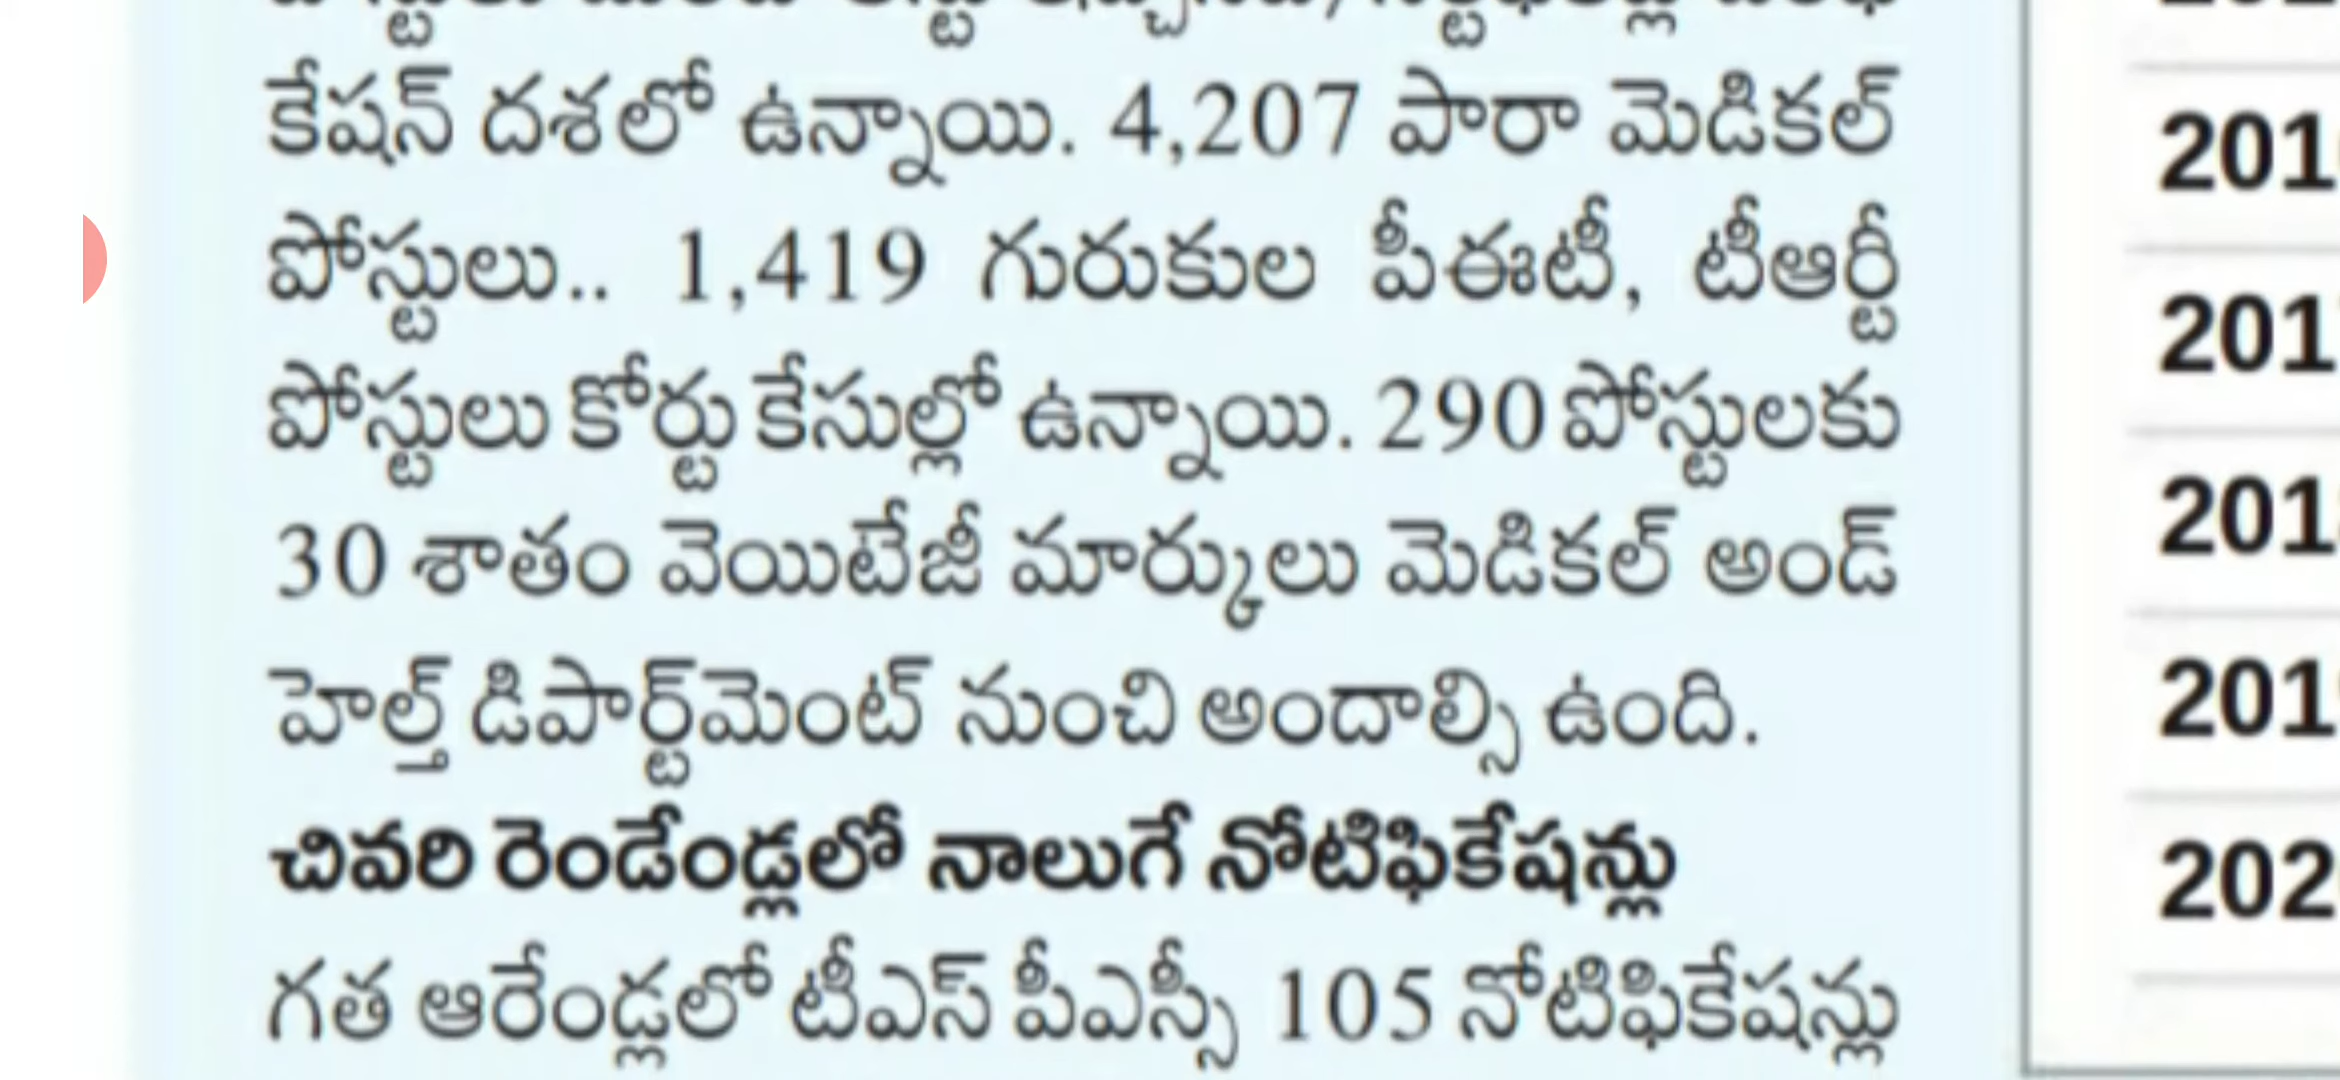 కేషన్ దశలో ఉన్నాయి. 4,207 పారా మెడికల్
పోస్టులు.. 1,419 గురుకుల పీఈటీ, టీఆర్టీ
పోస్టులు కోర్టు కేసుల్లో ఉన్నాయి. 290 పోస్టులకు
30 శాతం వెయిటేజీ మార్కులు మెడికల్ అండ్
హెల్త్ డిపార్ట్‌మెంట్ నుంచి అందాల్సి ఉంది.
చివరి రెండేండ్లలో నాలుగే నోటిఫికేషన్లు
గత ఆరేండ్లలో టీఎస్ పీఎస్సీ 105 నోటిఫికేషన్లు